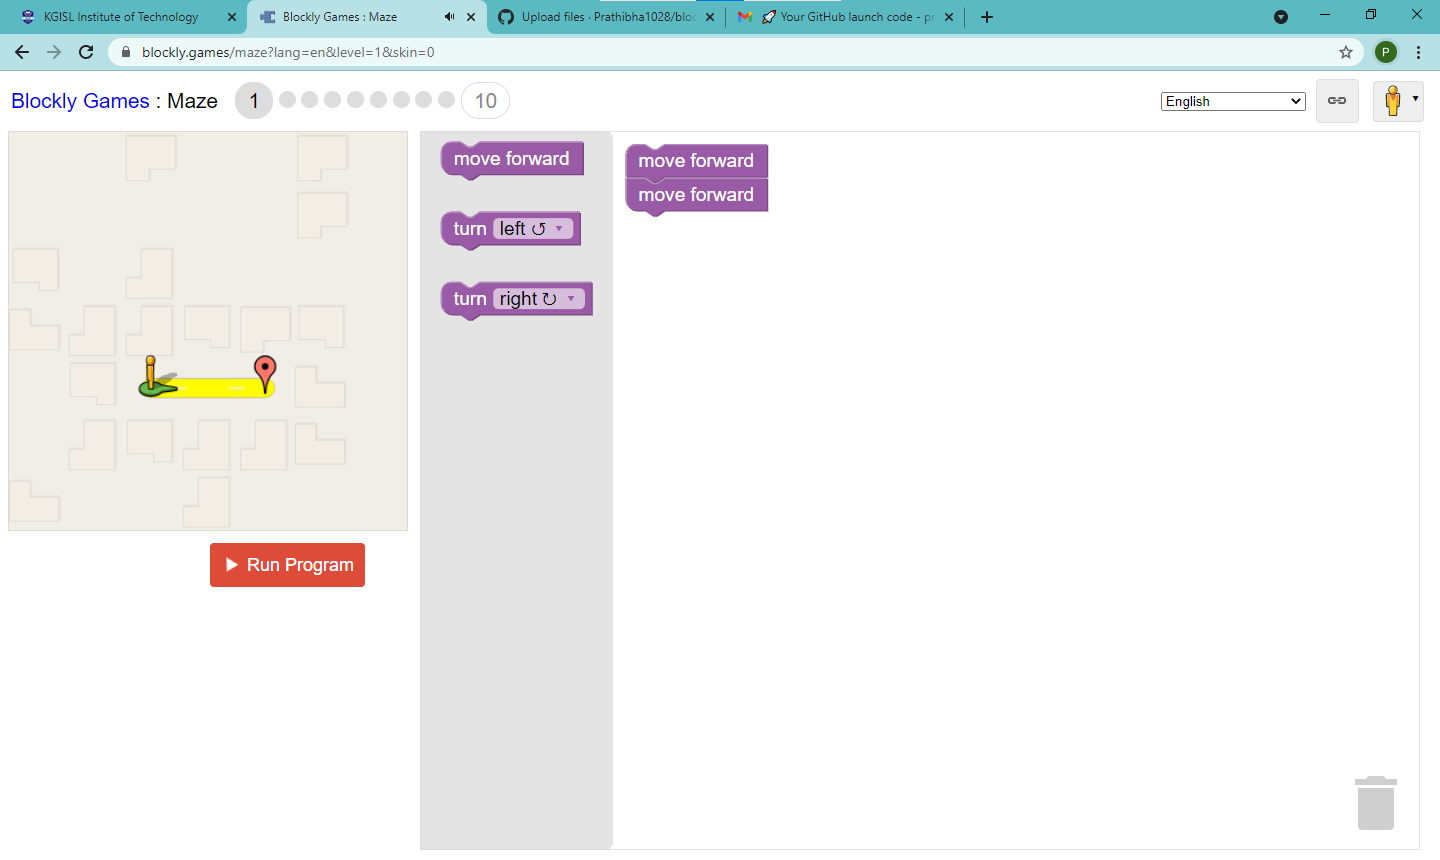 KGISL Institute of Technology
Blockly Games : Maze
Upload files · Prathibha1028/bloc
Your GitHub launch code - pr
blockly.games/maze?lang=en&level=1&skin=0
P
Blockly Games : Maze 1 10
English
move forward
turn left
turn right
move forward
move forward
Run Program